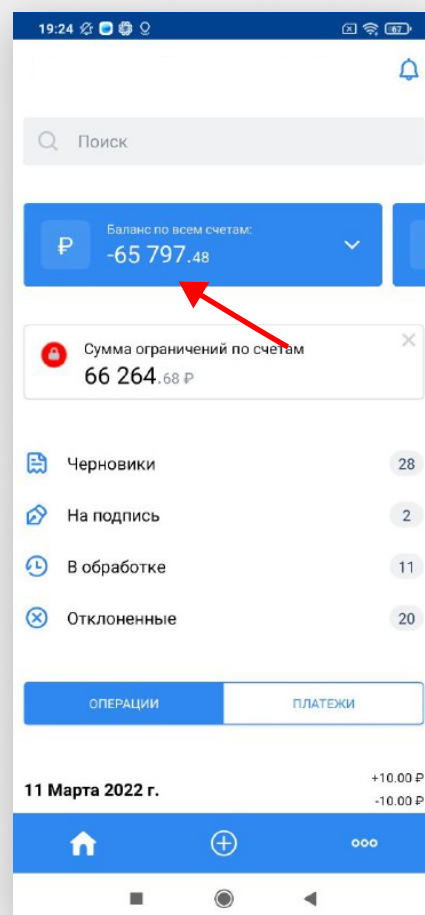 19:24
67
Поиск
Баланс по всем счетам:
₽
-65 797.48
Сумма ограничений по счетам
66 264.68 ₽
Черновики 28
На подпись 2
В обработке 11
Отклоненные 20
ОПЕРАЦИИ ПЛАТЕЖИ
+10.00 ₽
11 Марта 2022 г.
-10.00 ₽